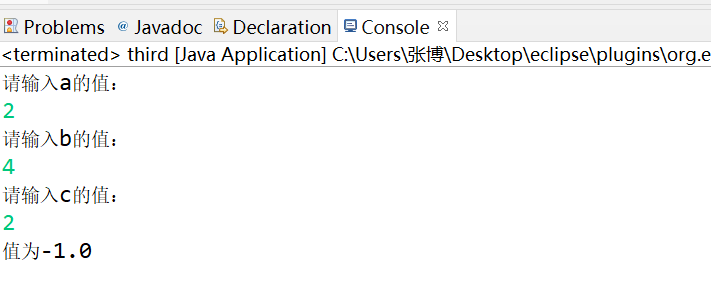 Problems @ Javadoc Declaration Console
<terminated> third [Java Application] C:\Users\张博\Desktop\eclipse\plugins\org.e
请输入a的值：
2
请输入b的值：
4
请输入c的值：
2
值为-1.0